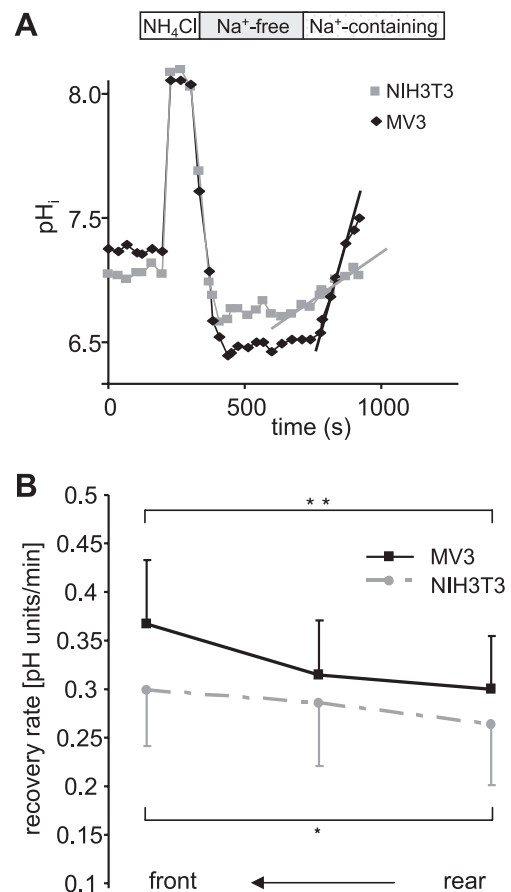 A
NH4Cl Na+-free Na+-containing
8.0
7.5
6.5
pHi
NIH3T3
MV3
0 500 1000
time (s)
B
0.5
0.45
0.4
0.35
0.3
0.25
0.2
0.15
0.1
recovery rate [pH units/min]
* *
MV3
NIH3T3
*
front rear